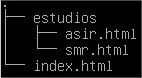 .
├── estudios
│   ├── asir.html
│   └── smr.html
└── index.html